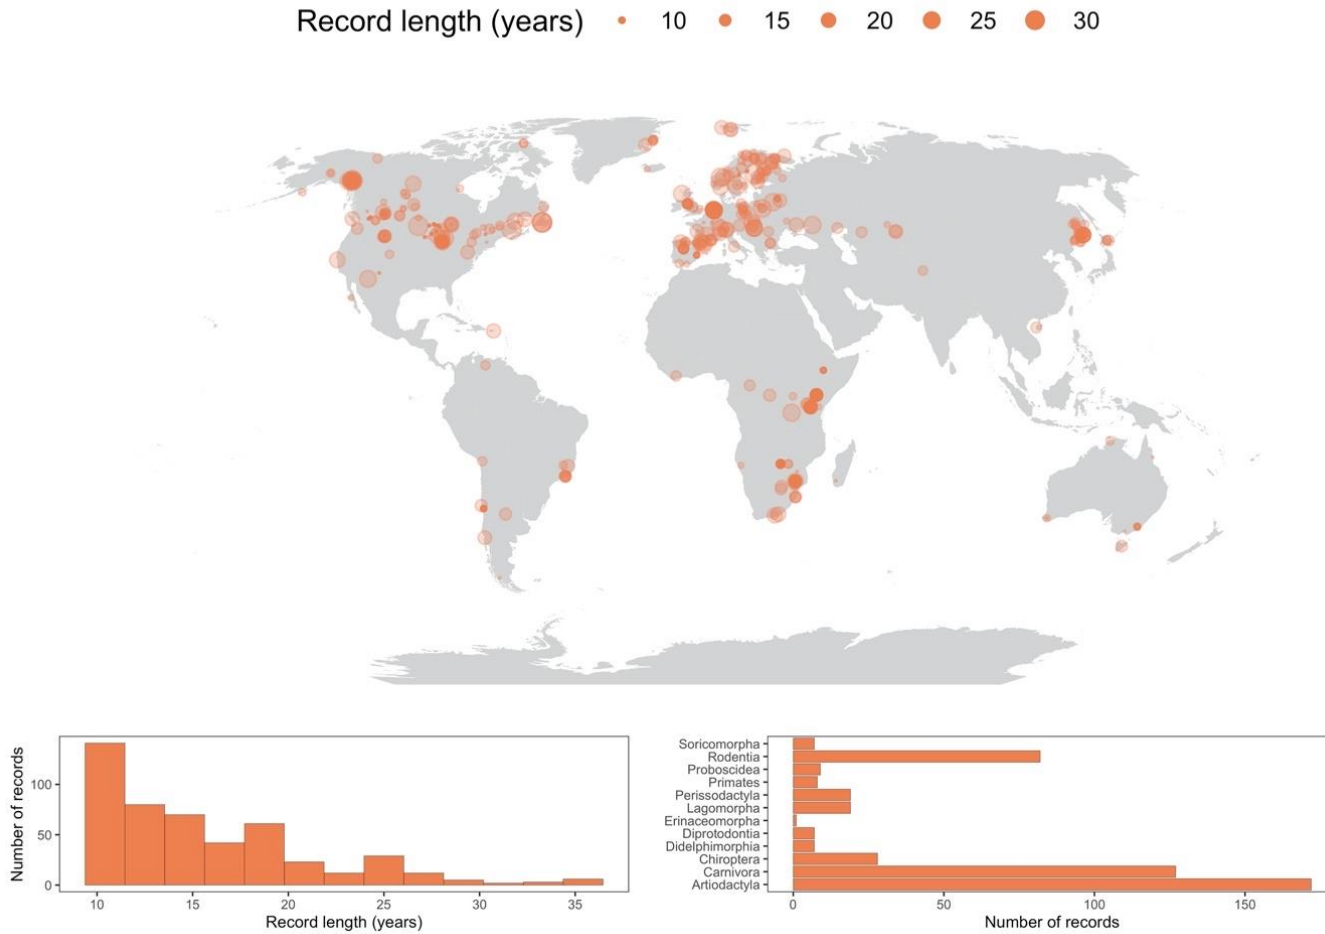 Record length (years) 10 15 20 25 30
Number of records
100
50
0
10 15 20 25 30 35
Record length (years)
Soricomorpha
Rodentia
Proboscidea
Primates
Perissodactyla
Lagomorpha
Erinaceomorpha
Diprotodontia
Didelphimorphia
Chiroptera
Carnivora
Artiodactyla
0 50 100 150
Number of records